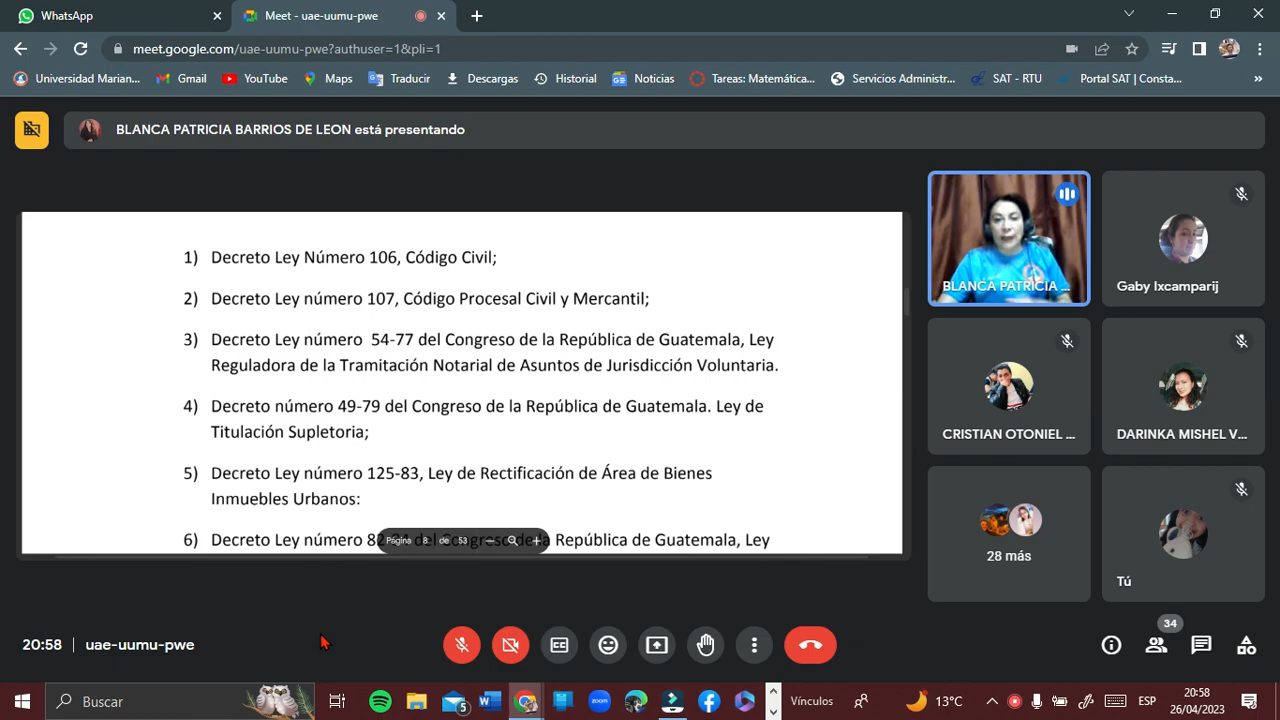 WhatsApp
Meet - uae-uumu-pwe
meet.google.com/uae-uumu-pwe?authuser=1&pli=1
Universidad Marian...
Gmail
YouTube
Maps
Traducir
Descargas
Historial
Noticias
Tareas: Matemática...
Servicios Administr...
SAT - RTU
Portal SAT | Consta...
»
BLANCA PATRICIA BARRIOS DE LEON está presentando
1) Decreto Ley Número 106, Código Civil;
2) Decreto Ley número 107, Código Procesal Civil y Mercantil;
3) Decreto Ley número 54-77 del Congreso de la República de Guatemala, Ley
Reguladora de la Tramitación Notarial de Asuntos de Jurisdicción Voluntaria.
4) Decreto número 49-79 del Congreso de la República de Guatemala. Ley de
Titulación Supletoria;
5) Decreto Ley número 125-83, Ley de Rectificación de Área de Bienes
Inmuebles Urbanos:
6) Decreto Ley número 82 del Congreso de la República de Guatemala, Ley
Página 8 de 53
BLANCA PATRICIA ...
Gaby Ixcamparij
CRISTIAN OTONIEL ...
DARINKA MISHEL V...
28 más
Tú
20:58 | uae-uumu-pwe
34
Buscar
5
zoom
Vínculos
13°C
ESP
20:58
26/04/2023